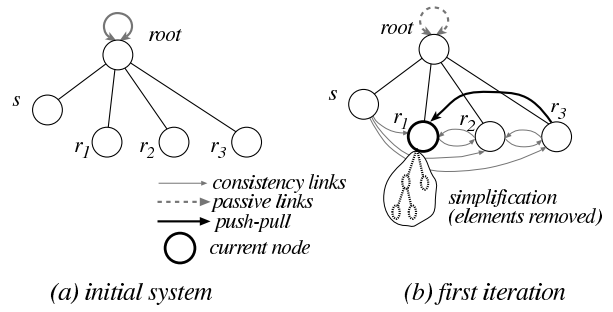 root
s
r1
r2
r3
consistency links
passive links
push-pull
current node
(a) initial system
root
s
r1
r2
r3
simplification
(elements removed)
(b) first iteration